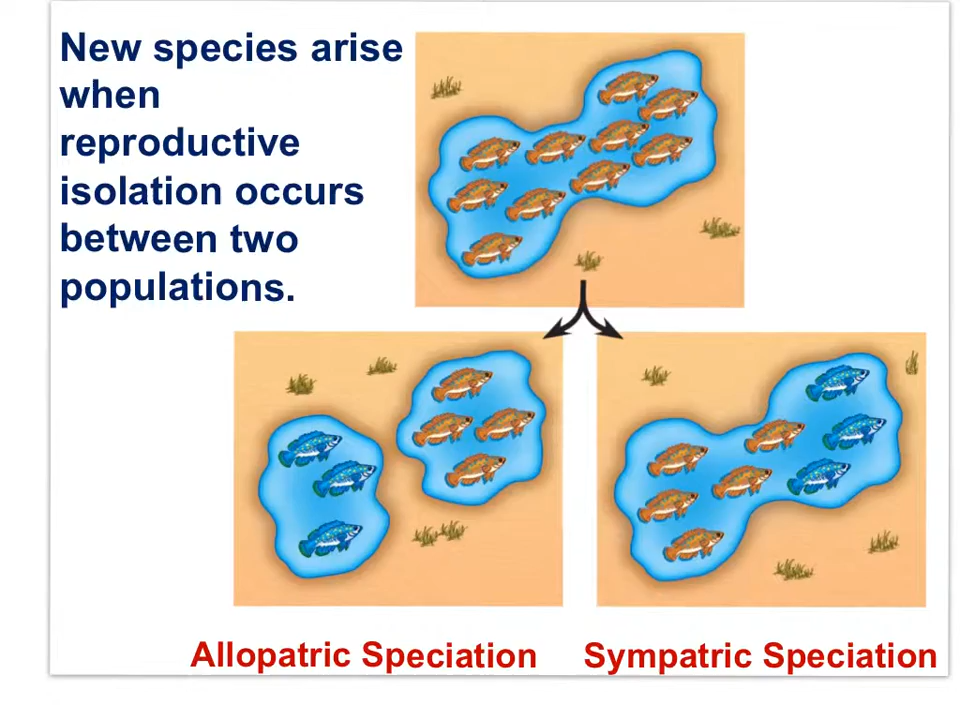 New species arise
when
reproductive
isolation occurs
between two
populations.
Allopatric Speciation
Sympatric Speciation